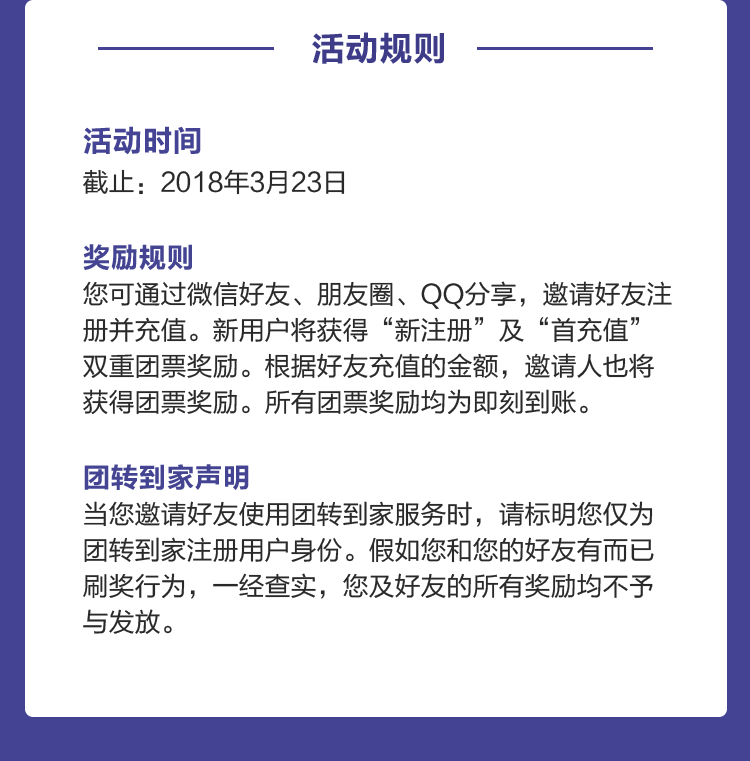 活动规则
活动时间
截止：2018年3月23日
奖励规则
您可通过微信好友、朋友圈、QQ分享，邀请好友注
册并充值。新用户将获得“新注册”及“首充值”
双重团票奖励。根据好友充值的金额，邀请人也将
获得团票奖励。所有团票奖励均为即刻到账。
团转到家声明
当您邀请好友使用团转到家服务时，请标明您仅为
团转到家注册用户身份。假如您和您的好友有而已
刷奖行为，一经查实，您及好友的所有奖励均不予
与发放。